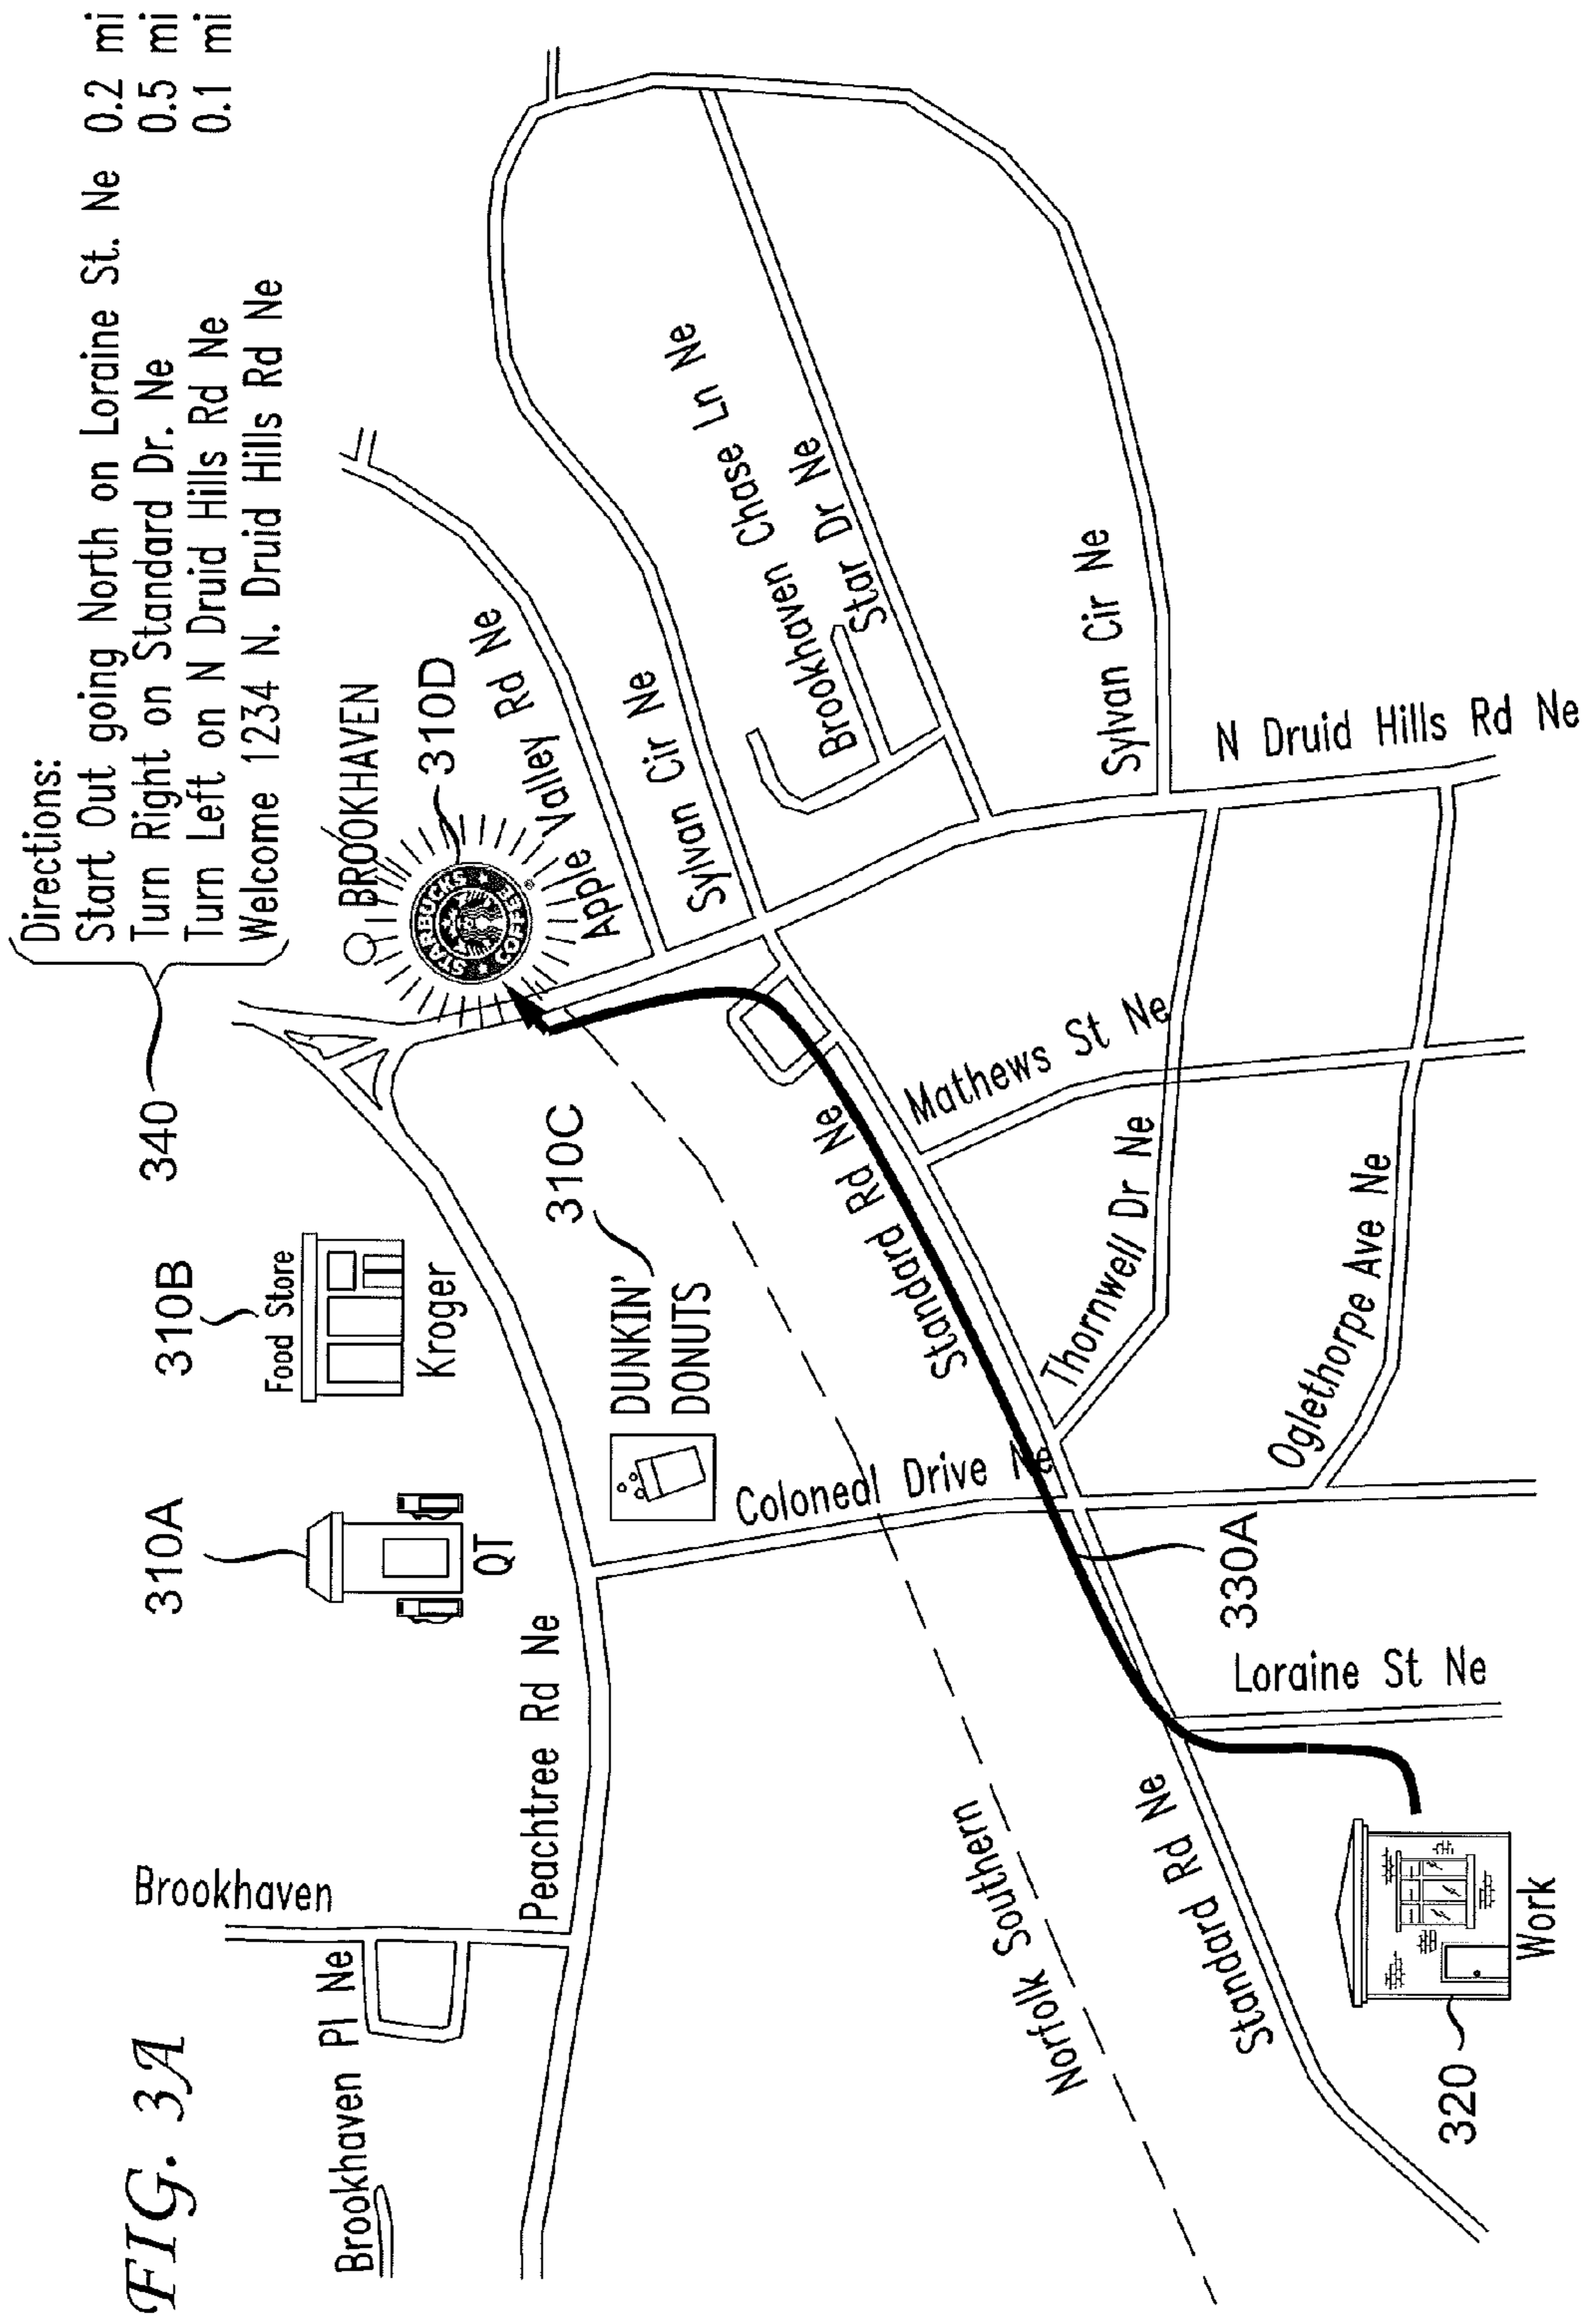 FIG. 3A
Directions:
Start Out going North on Loraine St. Ne 0.2 mi
Turn Right on Standard Dr. Ne 0.5 mi
Turn Left on N Druid Hills Rd Ne 0.1 mi
Welcome 1234 N. Druid Hills Rd Ne
340
310A
310B
Food Store
Kroger
QT
Brookhaven
Brookhaven Pl Ne
Peachtree Rd Ne
BROOKHAVEN
310D
STARBUCKS
COFFEE
®
Apple Valley Rd Ne
310C
DUNKIN'
DONUTS
Sylvan Cir Ne
Brookhaven Chase Ln Ne
Star Dr Ne
Coloneal Drive Ne
Standard Rd Ne
Mathews St Ne
Norfolk Southern
Thornwell Dr Ne
Sylvan Cir Ne
N Druid Hills Rd Ne
Standard Rd Ne
330A
Oglethorpe Ave Ne
Loraine St Ne
320
Work